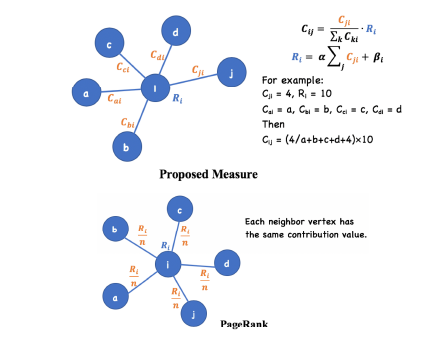 d
c
j
a
I
b
C_{di}
C_{ci}
C_{ji}
C_{ai}
R_i
C_{bi}
C_{ij} = \frac{C_{ji}}{\sum_k C_{ki}} \cdot R_i
R_i = α \sum_j C_{ji} + β_i
For example:
C_{ji} = 4, R_i = 10
C_{ai} = a, C_{bi} = b, C_{ci} = c, C_{di} = d
Then
C_{ij} = (4/a+b+c+d+4)×10
Proposed Measure
c
b
i
d
a
j
R_i
\frac{R_i}{n}
\frac{R_i}{n}
\frac{R_i}{n}
\frac{R_i}{n}
\frac{R_i}{n}
Each neighbor vertex has
the same contribution value.
PageRank